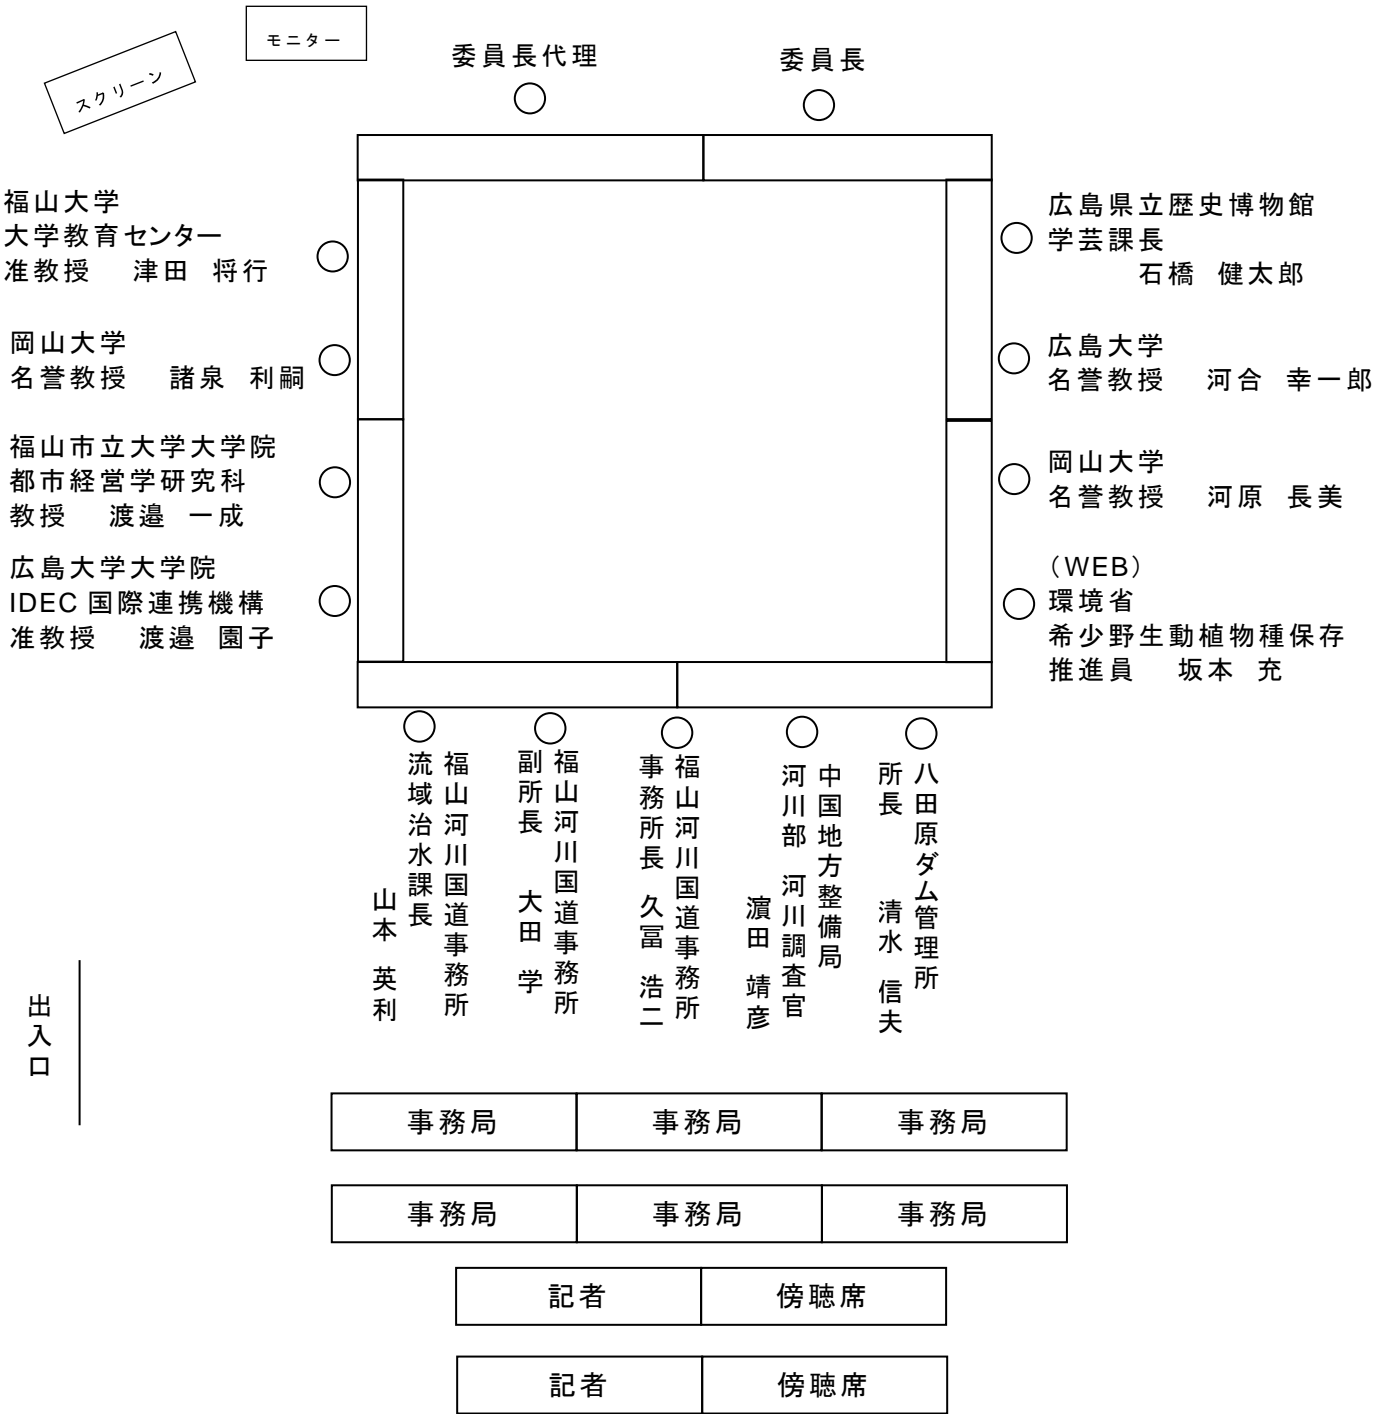 モニター
スクリーン
委員長代理
委員長
福山大学
大学教育センター
准教授　津田　将行
岡山大学
名誉教授　諸泉　利嗣
福山市立大学大学院
都市経営学研究科
教授　渡邉　一成
広島大学大学院
IDEC 国際連携機構
准教授　渡邉　園子
広島県立歴史博物館
学芸課長
石橋　健太郎
広島大学
名誉教授　河合　幸一郎
岡山大学
名誉教授　河原　長美
（WEB）
環境省
希少野生動植物種保存
推進員　坂本　充
福山河川国道事務所
流域治水課長
山本　英利
福山河川国道事務所
副所長　大田　学
福山河川国道事務所
事務所長　久冨　浩二
中国地方整備局
河川部　河川調査官
濵田　靖彦
八田原ダム管理所
所長　清水　信夫
出入口
事務局　事務局　事務局
事務局　事務局　事務局
記者　傍聴席
記者　傍聴席